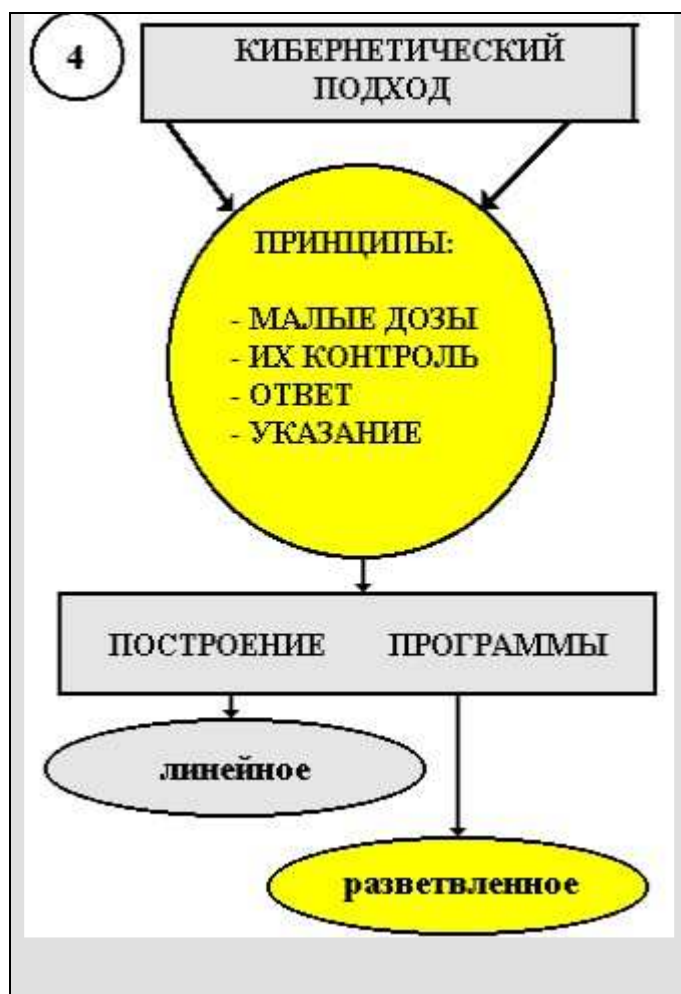 4
КИБЕРНЕТИЧЕСКИЙ
ПОДХОД
ПРИНЦИПЫ:
- МАЛЫЕ ДОЗЫ
- ИХ КОНТРОЛЬ
- ОТВЕТ
- УКАЗАНИЕ
ПОСТРОЕНИЕ ПРОГРАММЫ
линейное
разветвленное